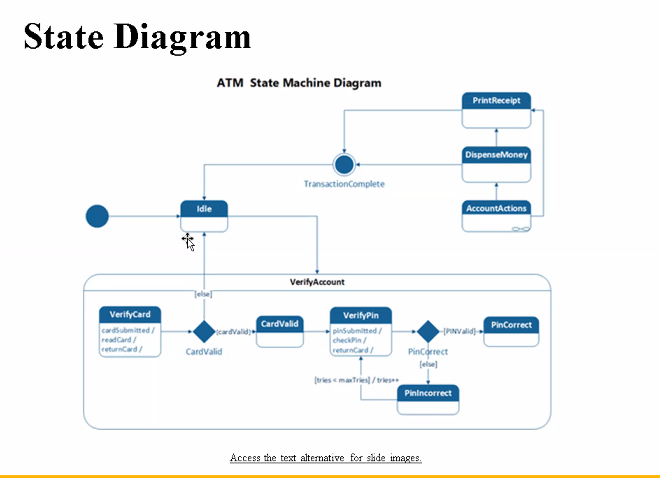 State Diagram
ATM State Machine Diagram
PrintReceipt
DispenseMoney
TransactionComplete
AccountActions
Idle
VerifyAccount
[else]
VerifyCard
cardSubmitted /
readCard /
returnCard /
CardValid
[cardValid]
CardValid
VerifyPin
pinSubmitted /
checkPin /
returnCard /
PinCorrect
[PINValid]
PinCorrect
[else]
[tries < maxTries] / tries++
PinIncorrect
Access the text alternative for slide images.